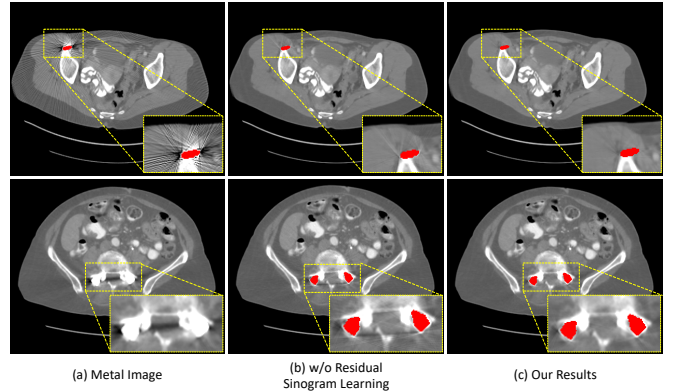 (a) Metal Image
(b) w/o Residual
Sinogram Learning
(c) Our Results